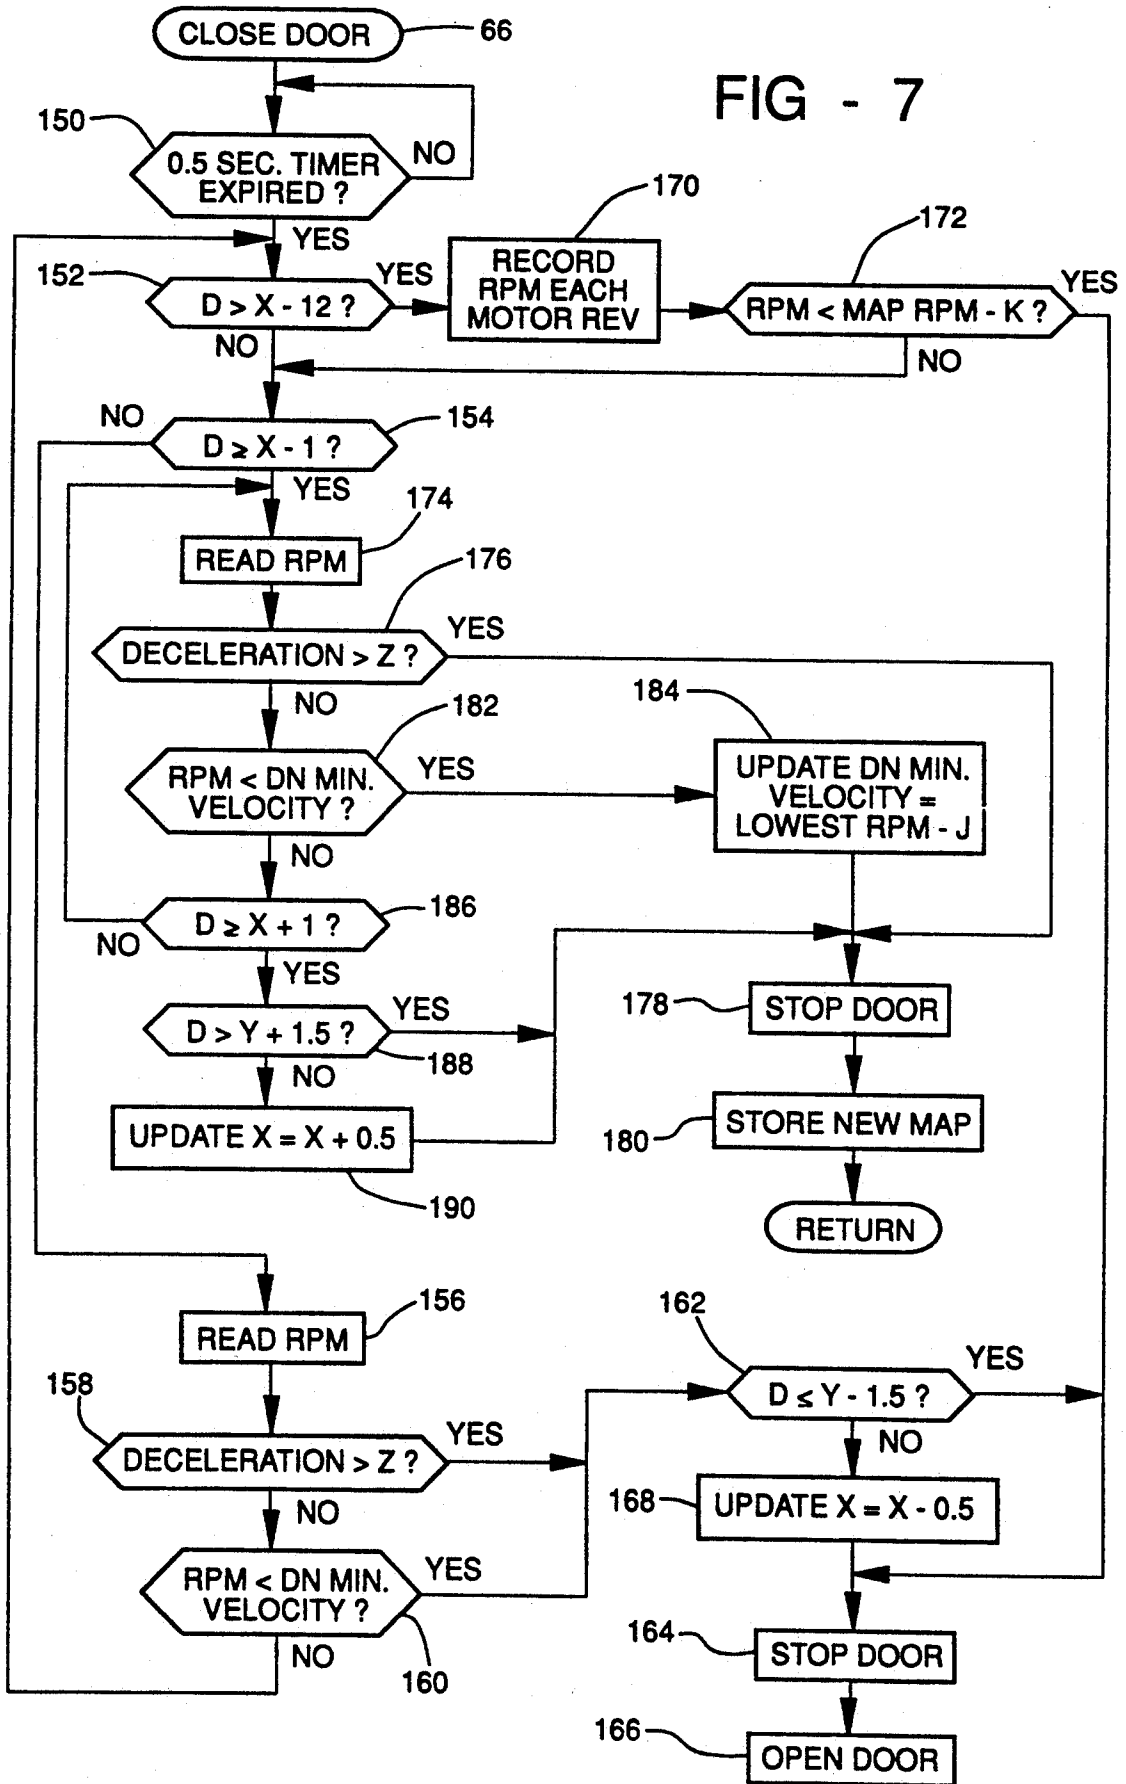 CLOSE DOOR
66
FIG - 7
150
0.5 SEC. TIMER
EXPIRED ?
NO
YES
170
172
152
D > X - 12 ?
YES
RECORD
RPM EACH
MOTOR REV
RPM < MAP RPM - K ?
YES
NO
NO
NO
154
D ≥ X - 1 ?
YES
174
READ RPM
176
DECELERATION > Z ?
YES
NO
182
184
RPM < DN MIN.
VELOCITY ?
YES
UPDATE DN MIN.
VELOCITY =
LOWEST RPM - J
NO
186
D ≥ X + 1 ?
NO
YES
178
STOP DOOR
D > Y + 1.5 ?
YES
188
NO
UPDATE X = X + 0.5
190
180
STORE NEW MAP
RETURN
156
READ RPM
162
D ≤ Y - 1.5 ?
YES
NO
158
DECELERATION > Z ?
YES
NO
168
UPDATE X = X - 0.5
RPM < DN MIN.
VELOCITY ?
YES
NO
160
164
STOP DOOR
166
OPEN DOOR